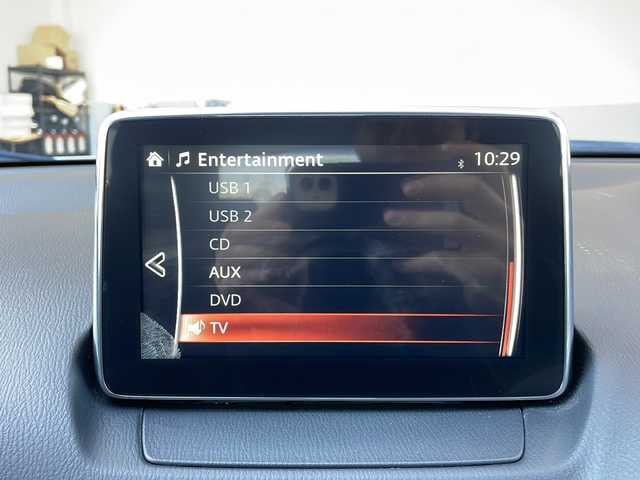 Entertainment 10:29
USB 1
USB 2
CD
AUX
DVD
TV